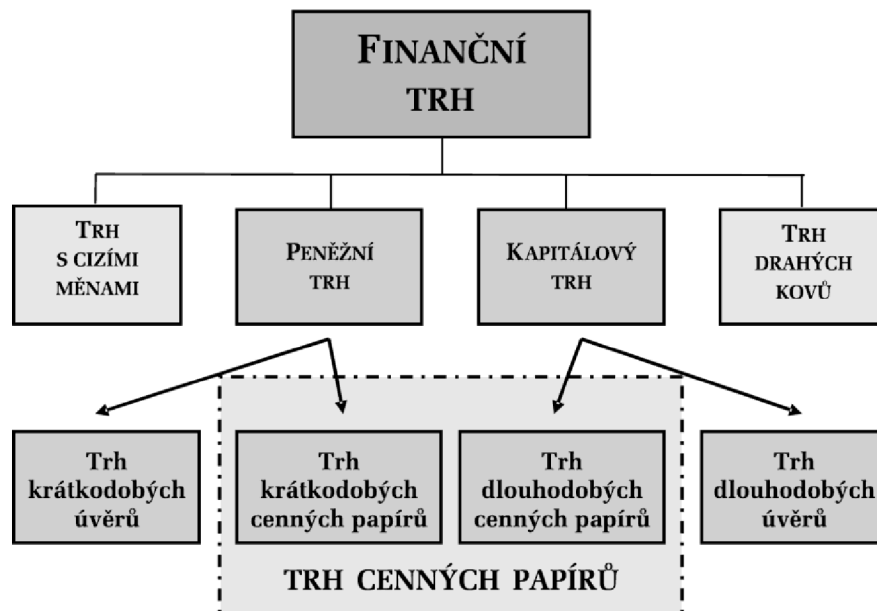 FINANČNÍ
TRH
TRH
S CIZÍMI
MĚNAMI
PENĚŽNÍ
TRH
KAPITÁLOVÝ
TRH
TRH
DRAHÝCH
KOVŮ
Trh
krátkodobých
úvěrů
Trh
krátkodobých
cenných papírů
Trh
dlouhodobých
cenných papírů
Trh
dlouhodobých
úvěrů
TRH CENNÝCH PAPÍRŮ